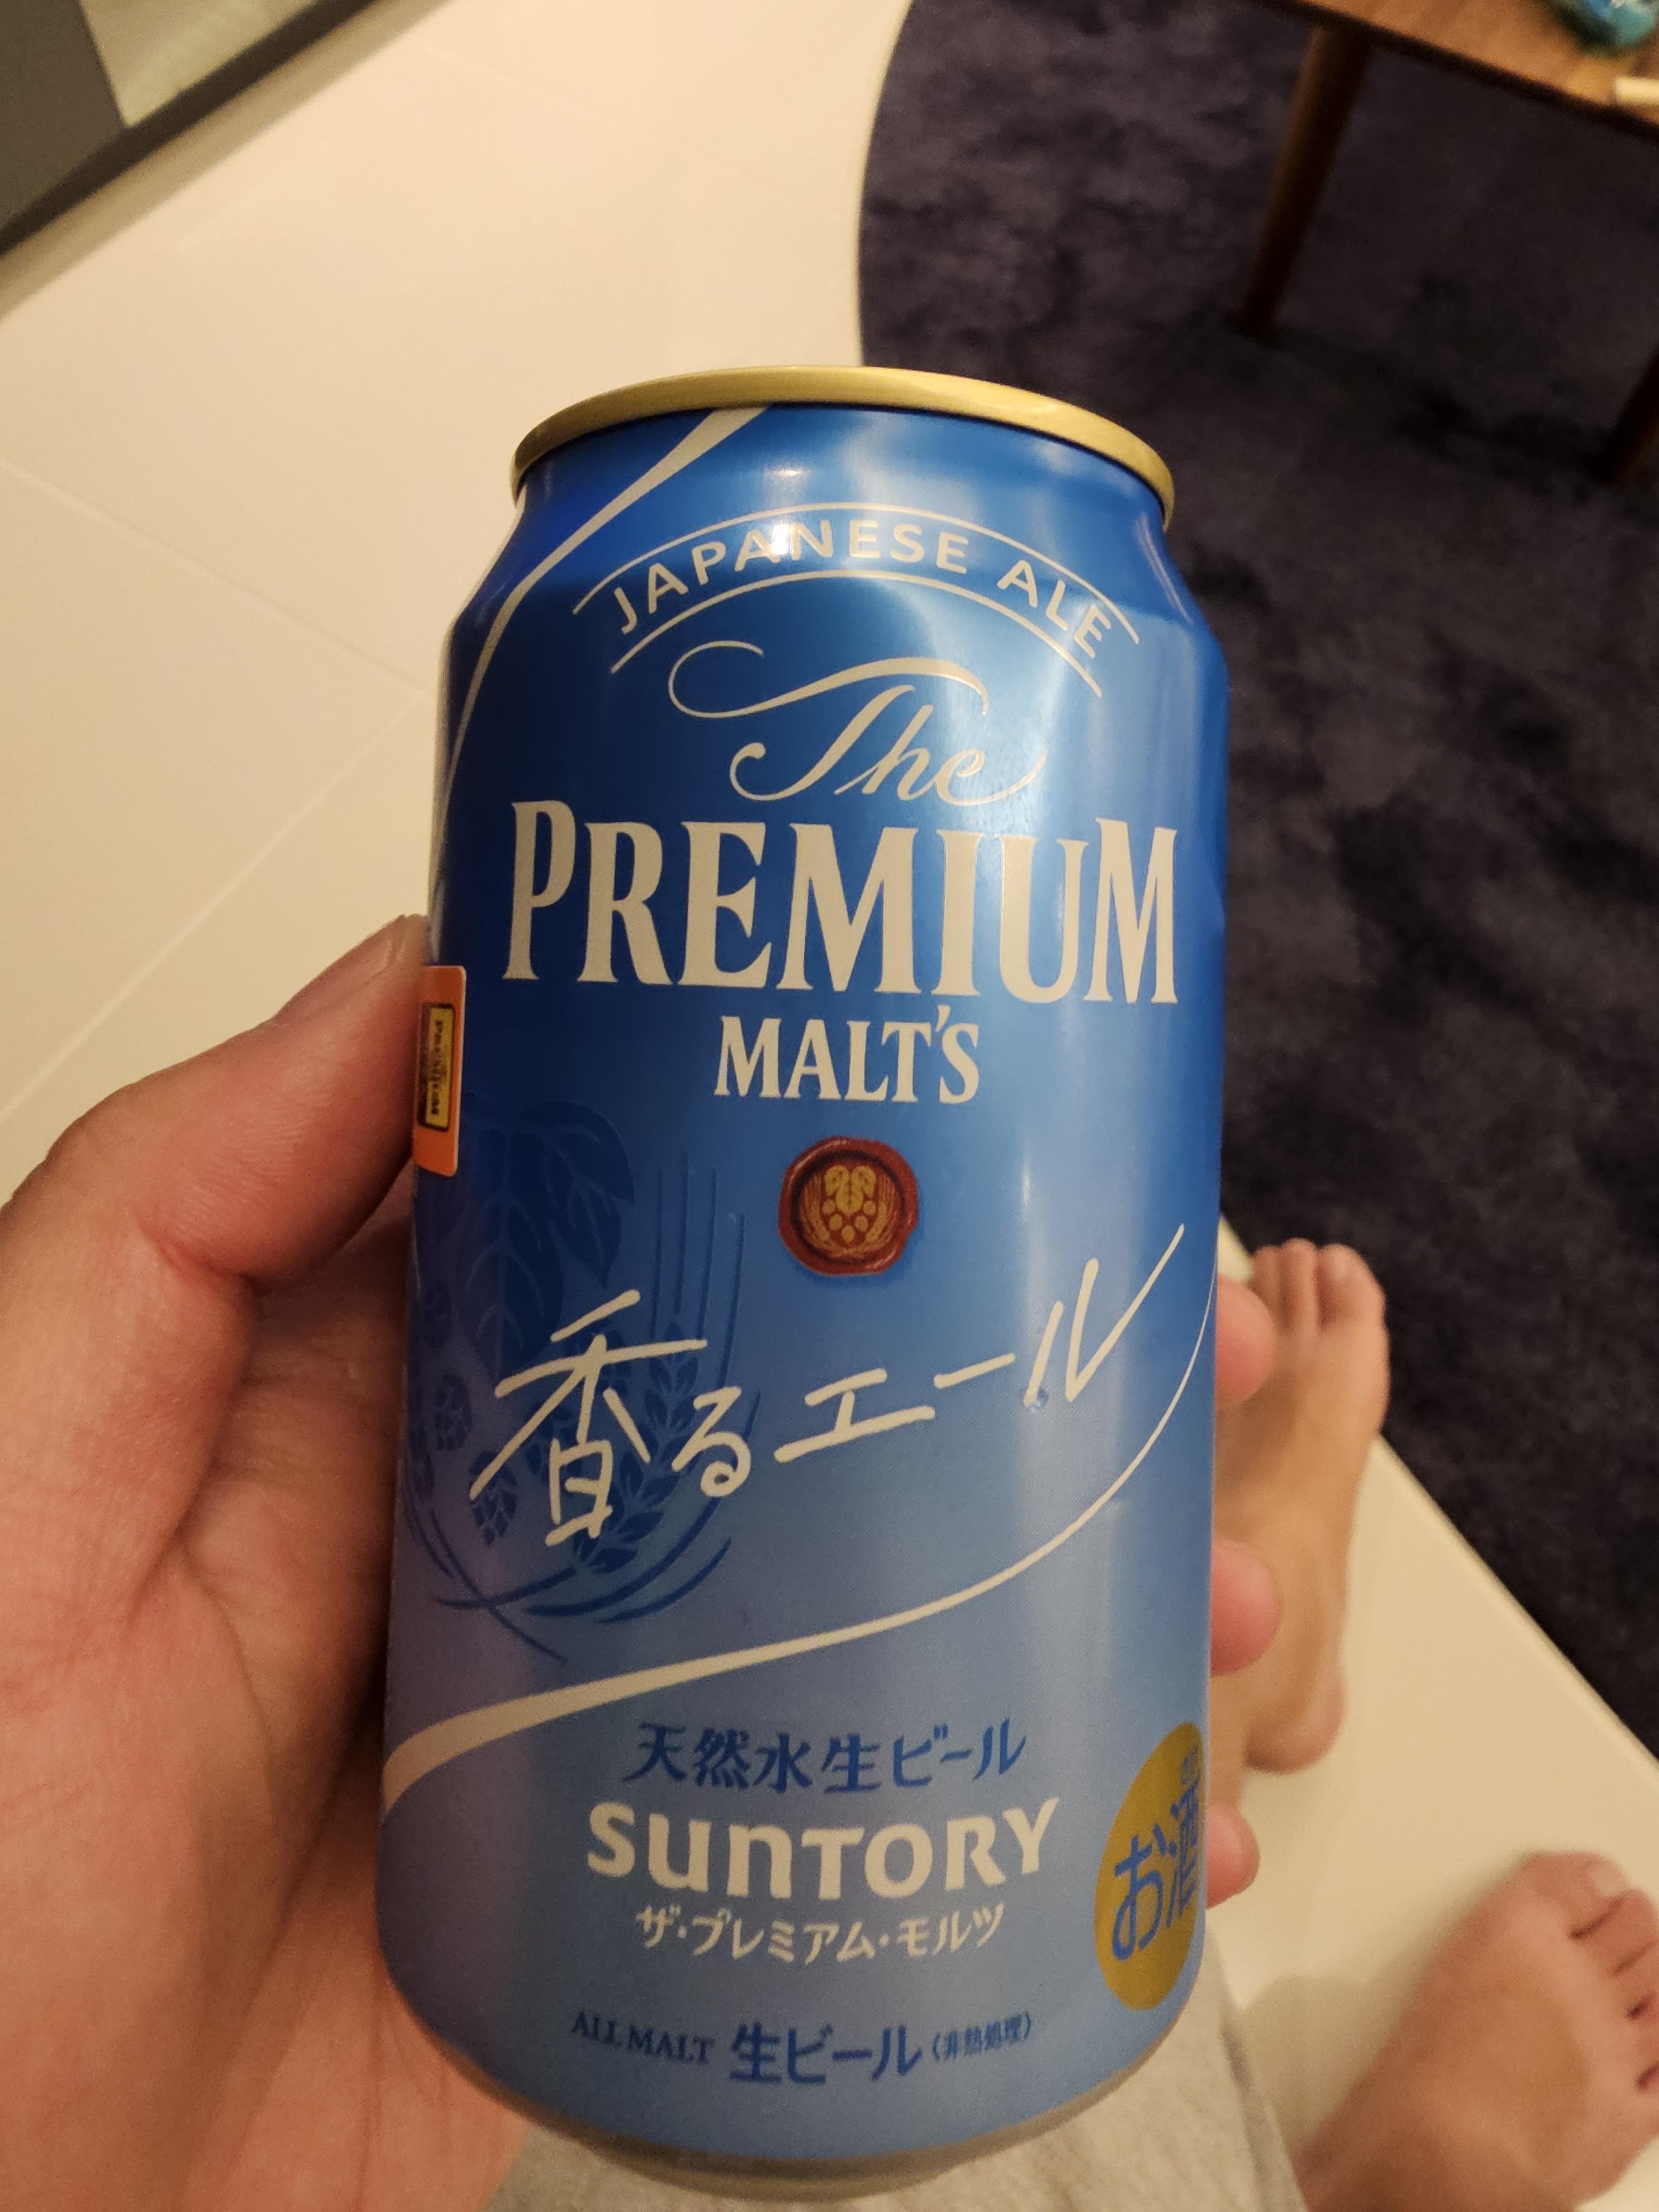 JAPANESE ALE
The
PREMIUM
MALT'S
香るエール
天然水生ビール
SUNTORY
ザ・プレミアム・モルツ
お酒
ALL MALT 生ビール(非熱処理)